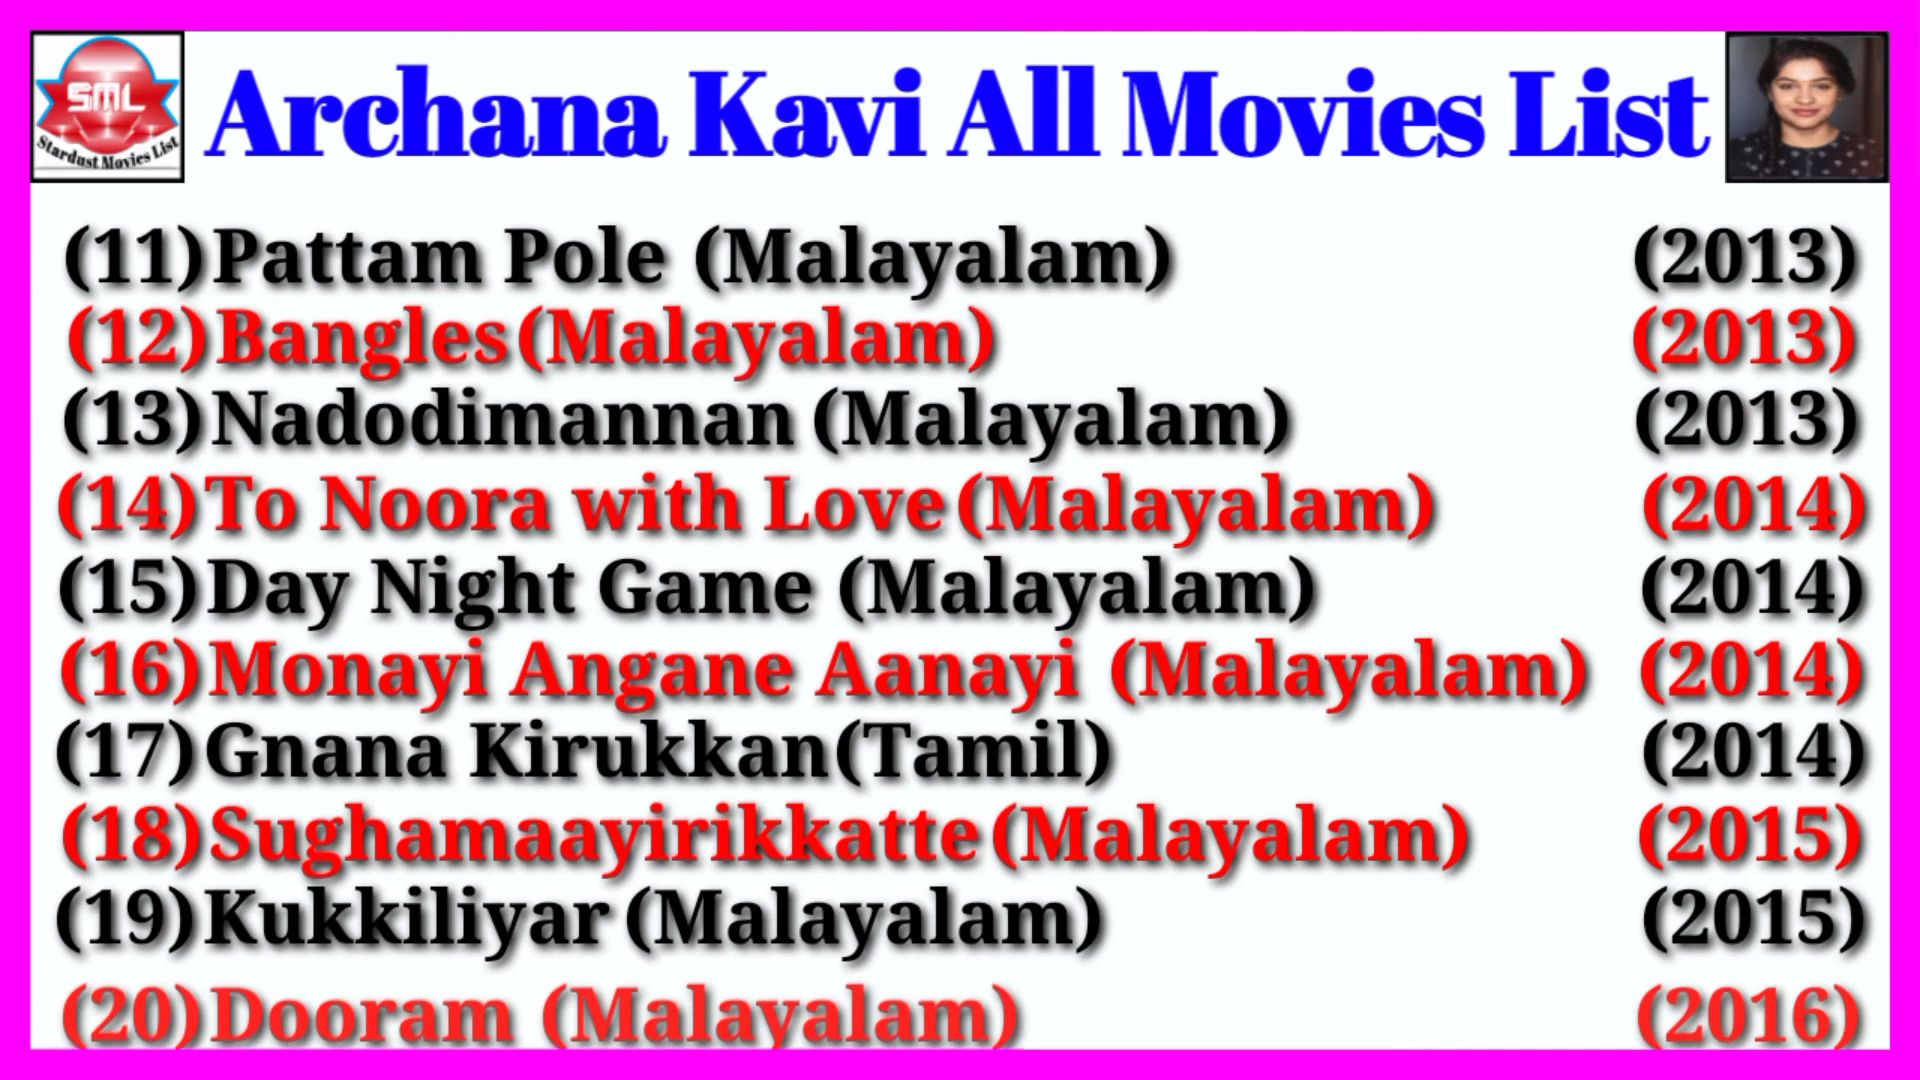 SML
Stardust Movies List
Archana Kavi All Movies List
(11) Pattam Pole (Malayalam) (2013)
(12) Bangles (Malayalam) (2013)
(13) Nadodimannan (Malayalam) (2013)
(14) To Noora with Love (Malayalam) (2014)
(15) Day Night Game (Malayalam) (2014)
(16) Monayi Angane Aanayi (Malayalam) (2014)
(17) Gnana Kirukkan(Tamil) (2014)
(18) Sughamaayirikkatte (Malayalam) (2015)
(19) Kukkiliyar (Malayalam) (2015)
(20) Dooram (Malayalam) (2016)